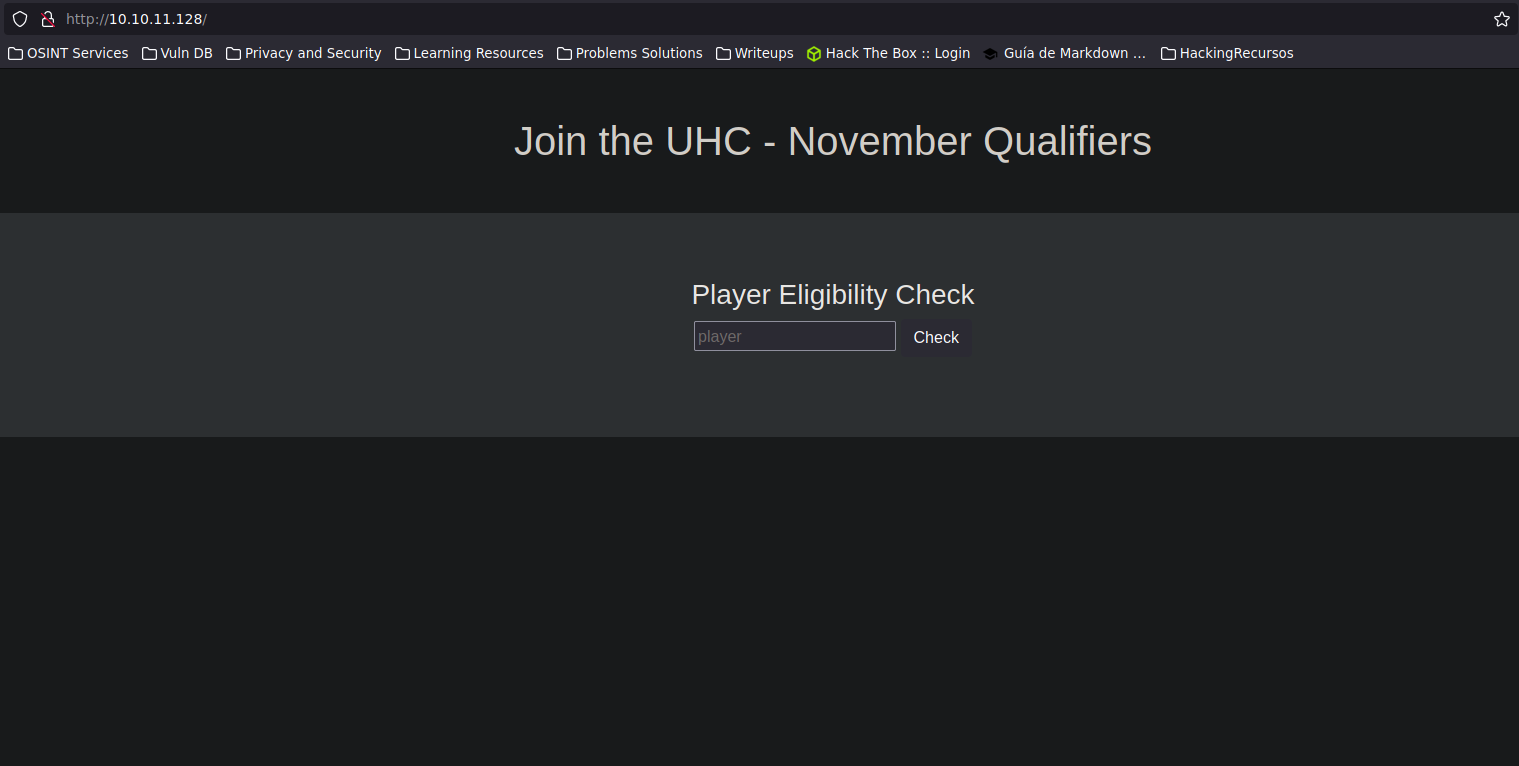 http://10.10.11.128/
OSINT Services Vuln DB Privacy and Security Learning Resources Problems Solutions Writeups Hack The Box :: Login Guía de Markdown ... HackingRecursos
Join the UHC - November Qualifiers
Player Eligibility Check
player Check